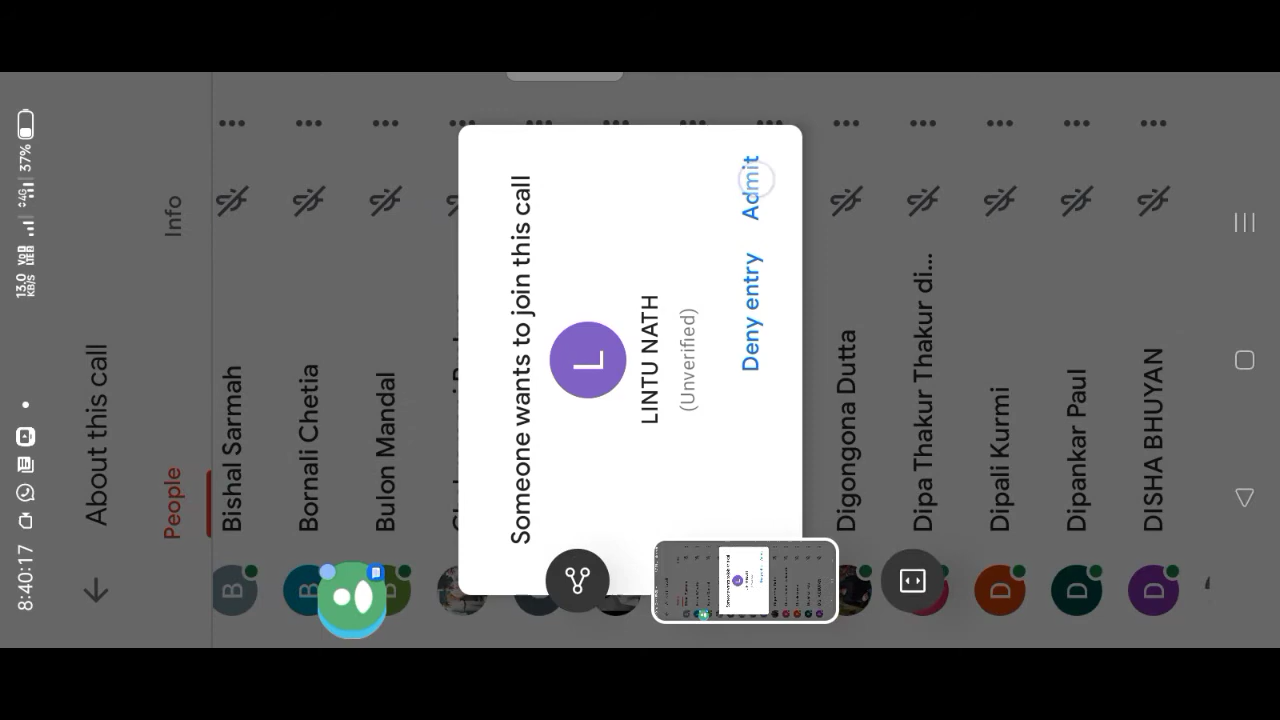 8:40:17
13.0 KB/S
VoD LTE
4G
37%
About this call
People
Info
B
Bishal Sarmah
Bornali Chetia
Bulon Mandal
Someone wants to join this call
L
LINTU NATH
(Unverified)
Deny entry
Admit
Digongona Dutta
Dipa Thakur Thakur di...
D
Dipali Kurmi
D
Dipankar Paul
D
DISHA BHUYAN